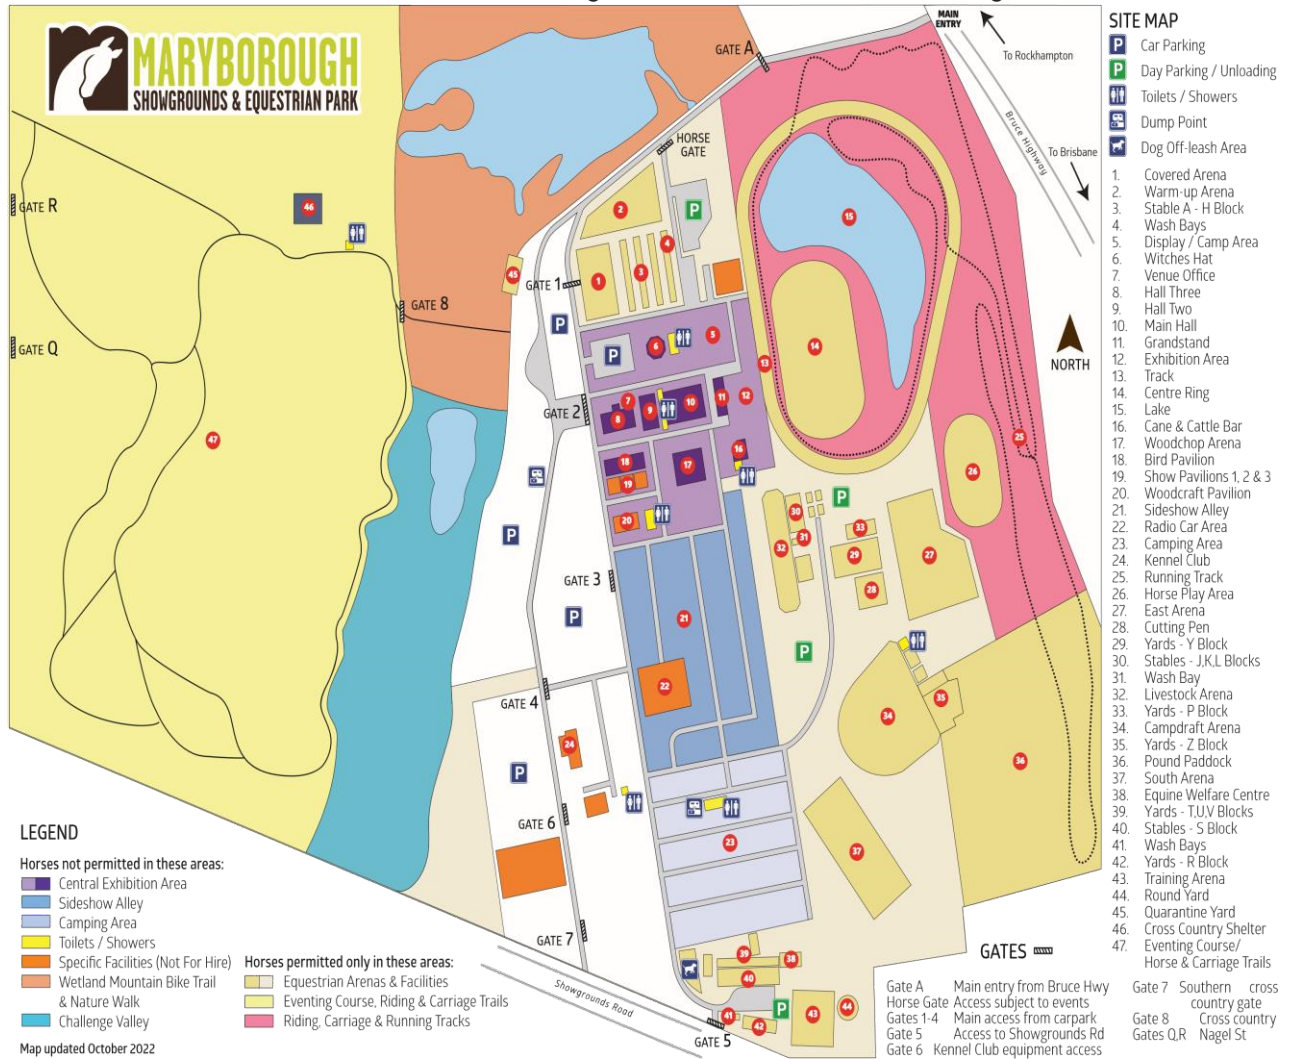 MARYBOROUGH
SHOWGROUNDS & EQUESTRIAN PARK
MAIN
ENTRY
To Rockhampton
Bruce Highway
To Brisbane
NORTH
GATE A
HORSE
GATE
GATE R
GATE Q
GATE 8
GATE 1
GATE 2
GATE 3
GATE 4
GATE 6
GATE 7
GATE 5
Showgrounds Road
SITE MAP
P Car Parking
P Day Parking / Unloading
Toilets / Showers
Dump Point
Dog Off-leash Area
1. Covered Arena
2. Warm-up Arena
3. Stable A - H Block
4. Wash Bays
5. Display / Camp Area
6. Witches Hat
7. Venue Office
8. Hall Three
9. Hall Two
10. Main Hall
11. Grandstand
12. Exhibition Area
13. Track
14. Centre Ring
15. Lake
16. Cane & Cattle Bar
17. Woodchop Arena
18. Bird Pavilion
19. Show Pavilions 1, 2 & 3
20. Woodcraft Pavilion
21. Sideshow Alley
22. Radio Car Area
23. Camping Area
24. Kennel Club
25. Running Track
26. Horse Play Area
27. East Arena
28. Cutting Pen
29. Yards - Y Block
30. Stables - J,K,L Blocks
31. Wash Bay
32. Livestock Arena
33. Yards - P Block
34. Campdraft Arena
35. Yards - Z Block
36. Pound Paddock
37. South Arena
38. Equine Welfare Centre
39. Yards - T,U,V Blocks
40. Stables - S Block
41. Wash Bays
42. Yards - R Block
43. Training Arena
44. Round Yard
45. Quarantine Yard
46. Cross Country Shelter
47. Eventing Course/
Horse & Carriage Trails
GATES
Gate A Main entry from Bruce Hwy
Horse Gate Access subject to events
Gates 1-4 Main access from carpark
Gate 5 Access to Showgrounds Rd
Gate 6 Kennel Club equipment access
Gate 7 Southern cross
country gate
Gate 8 Cross country
Gates Q,R Nagel St
LEGEND
Horses not permitted in these areas:
Central Exhibition Area
Sideshow Alley
Camping Area
Toilets / Showers
Specific Facilities (Not For Hire)
Wetland Mountain Bike Trail
& Nature Walk
Challenge Valley
Horses permitted only in these areas:
Equestrian Arenas & Facilities
Eventing Course, Riding & Carriage Trails
Riding, Carriage & Running Tracks
Map updated October 2022